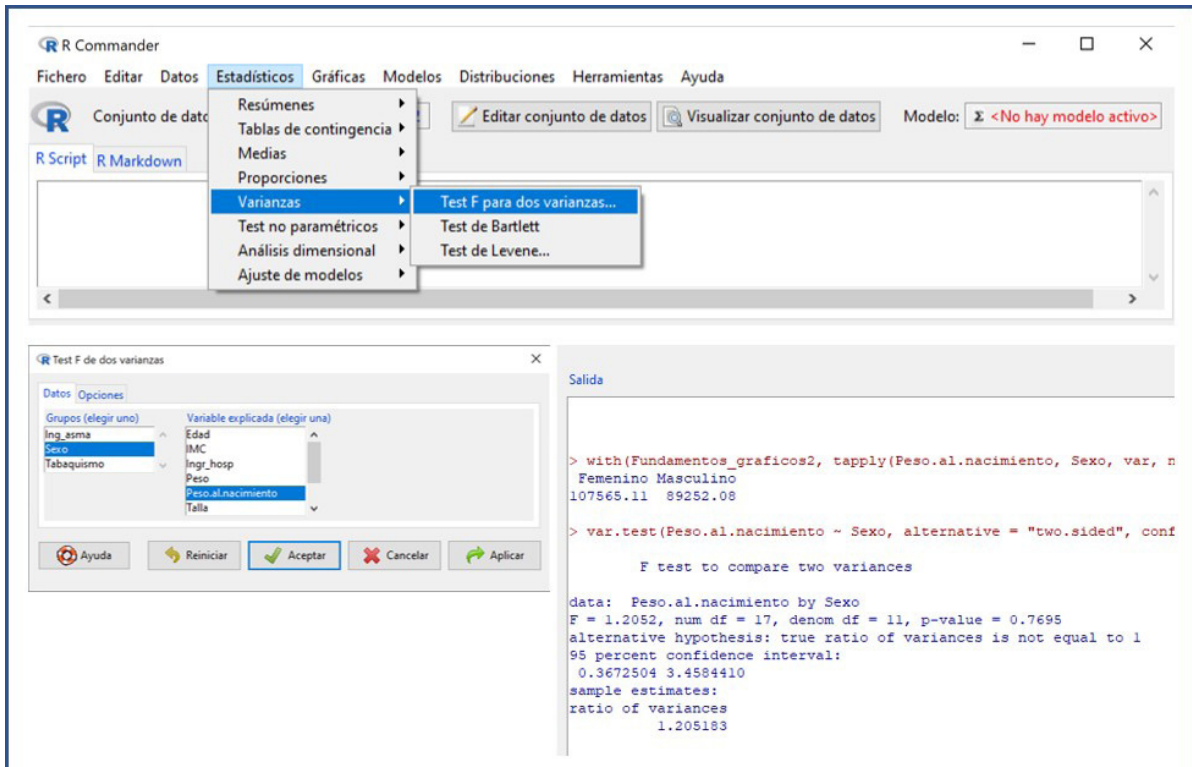 R R Commander
Fichero Editar Datos Estadísticos Gráficas Modelos Distribuciones Herramientas Ayuda
R Conjunto de dato Editar conjunto de datos Visualizar conjunto de datos Modelo: Σ <No hay modelo activo>
R Script R Markdown
Resúmenes
Tablas de contingencia
Medias
Proporciones
Varianzas
Test no paramétricos
Análisis dimensional
Ajuste de modelos
Test F para dos varianzas...
Test de Bartlett
Test de Levene...
R Test F de dos varianzas
Datos Opciones
Grupos (elegir uno) Variable explicada (elegir una)
Ing_asma
Sexo
Tabaquismo
Edad
IMC
Ingr_hosp
Peso
Peso.al.nacimiento
Talla
Ayuda Reiniciar Aceptar Cancelar Aplicar
Salida
> with(Fundamentos_graficos2, tapply(Peso.al.nacimiento, Sexo, var, n
Femenino Masculino
107565.11 89252.08
> var.test(Peso.al.nacimiento ~ Sexo, alternative = "two.sided", conf
F test to compare two variances
data: Peso.al.nacimiento by Sexo
F = 1.2052, num df = 17, denom df = 11, p-value = 0.7695
alternative hypothesis: true ratio of variances is not equal to 1
95 percent confidence interval:
0.3672504 3.4584410
sample estimates:
ratio of variances
1.205183